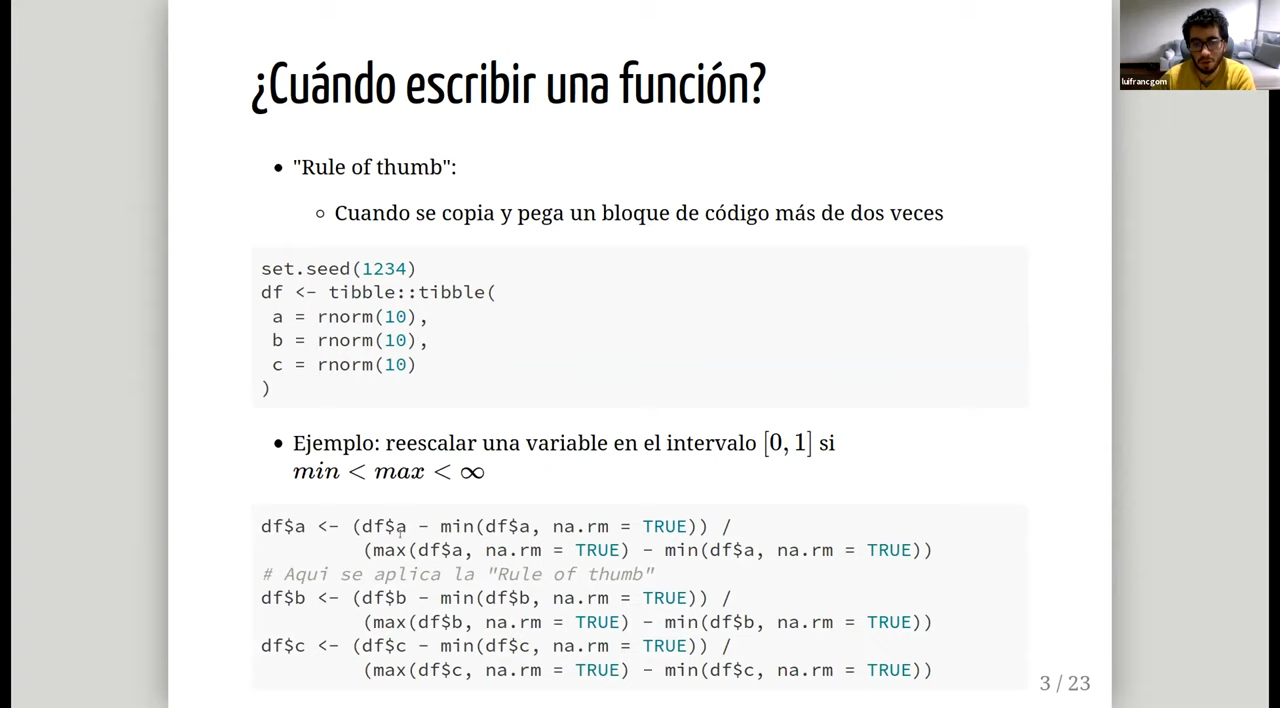 ¿Cuándo escribir una función?
luifrancgom
• "Rule of thumb":
○ Cuando se copia y pega un bloque de código más de dos veces
set.seed(1234)
df <- tibble::tibble(
a = rnorm(10),
b = rnorm(10),
c = rnorm(10)
)
• Ejemplo: reescalar una variable en el intervalo [0, 1] si
min < max < ∞
df$a <- (df$a - min(df$a, na.rm = TRUE)) /
(max(df$a, na.rm = TRUE) - min(df$a, na.rm = TRUE))
# Aqui se aplica la "Rule of thumb"
df$b <- (df$b - min(df$b, na.rm = TRUE)) /
(max(df$b, na.rm = TRUE) - min(df$b, na.rm = TRUE))
df$c <- (df$c - min(df$c, na.rm = TRUE)) /
(max(df$c, na.rm = TRUE) - min(df$c, na.rm = TRUE))
3 / 23